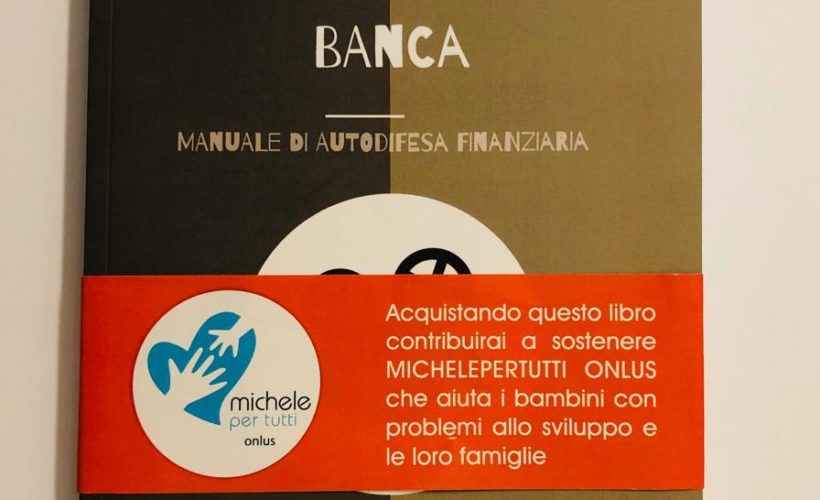 BANCA
MANUALE DI AUTODIFESA FINANZIARIA
michele
per tutti
onlus
Acquistando questo libro
contribuirai a sostenere
MICHELEPERTUTTI ONLUS
che aiuta i bambini con
problemi allo sviluppo e
le loro famiglie